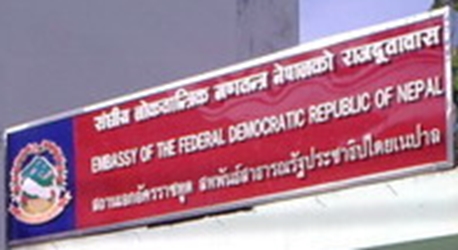 संघीय लोकतान्त्रिक गणतन्त्र नेपालको राजदूतावास
EMBASSY OF THE FEDERAL DEMOCRATIC REPUBLIC OF NEPAL
สถานเอกอัครราชทูต สหพันธ์สาธารณรัฐประชาธิปไตยเนปาล